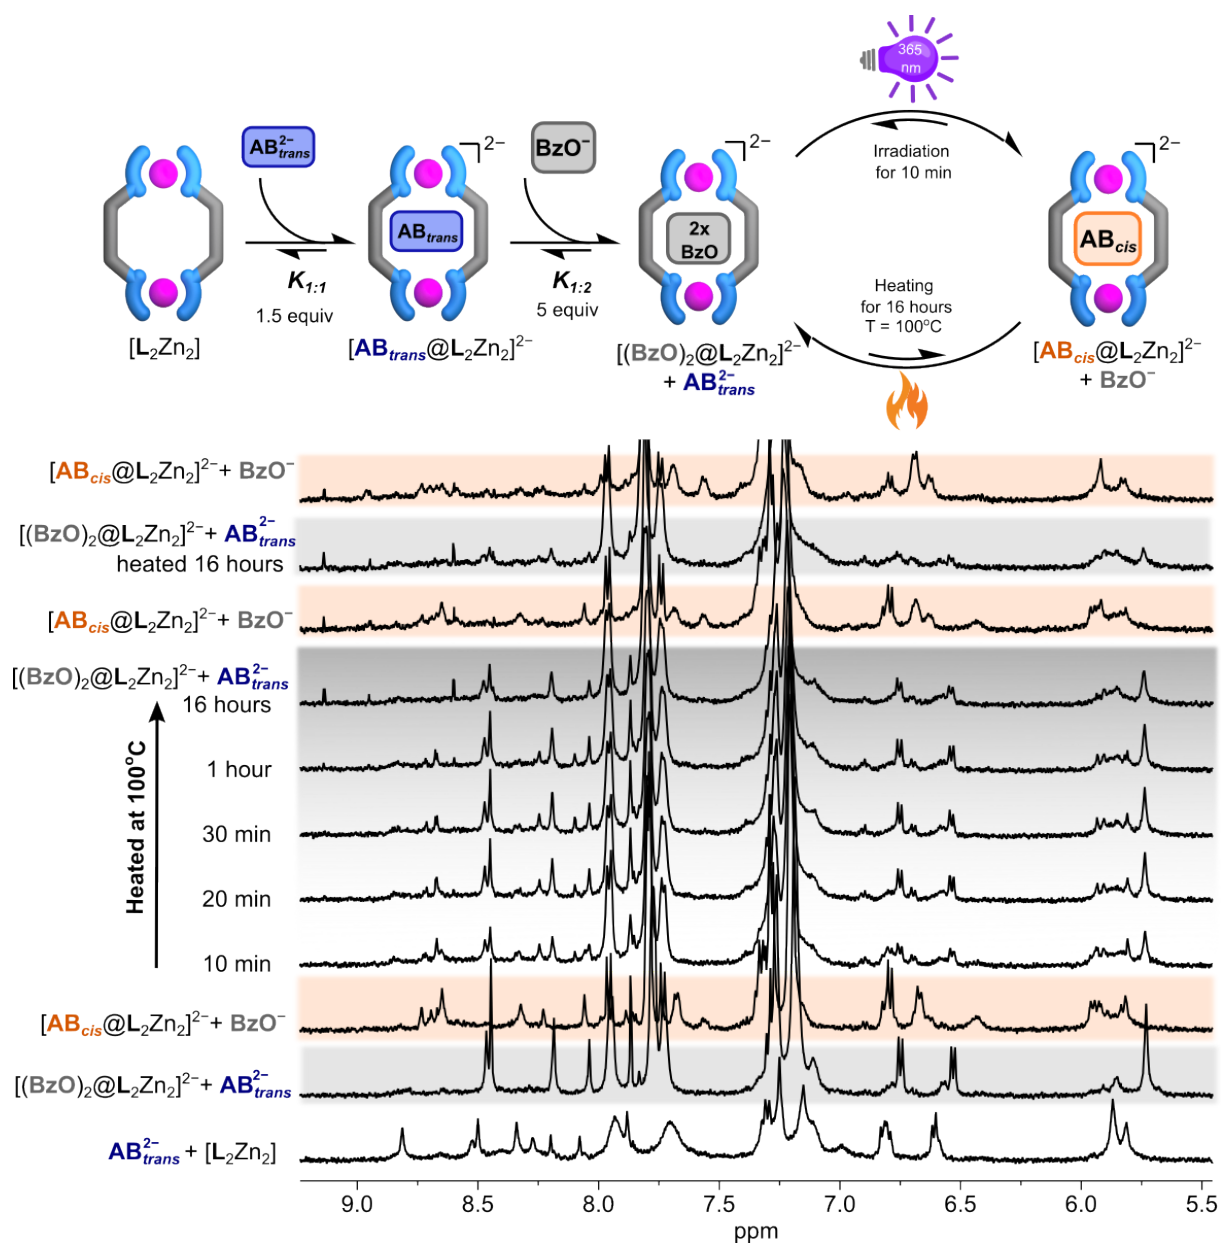 365
nm
AB²⁻trans
BzO⁻
2−
2−
2−
Irradiation
for 10 min
ABtrans
2x
BzO
ABcis
K1:1
1.5 equiv
K1:2
5 equiv
Heating
for 16 hours
T = 100°C
[L₂Zn₂]
[ABtrans@L₂Zn₂]²⁻
[(BzO)₂@L₂Zn₂]²⁻
+ AB²⁻trans
[ABcis@L₂Zn₂]²⁻
+ BzO⁻
[ABcis@L₂Zn₂]²⁻+ BzO⁻
[(BzO)₂@L₂Zn₂]²⁻+ AB²⁻trans
heated 16 hours
[ABcis@L₂Zn₂]²⁻+ BzO⁻
[(BzO)₂@L₂Zn₂]²⁻+ AB²⁻trans
16 hours
1 hour
30 min
20 min
10 min
Heated at 100°C
[ABcis@L₂Zn₂]²⁻+ BzO⁻
[(BzO)₂@L₂Zn₂]²⁻+ AB²⁻trans
AB²⁻trans + [L₂Zn₂]
9.0 8.5 8.0 7.5 7.0 6.5 6.0 5.5
ppm